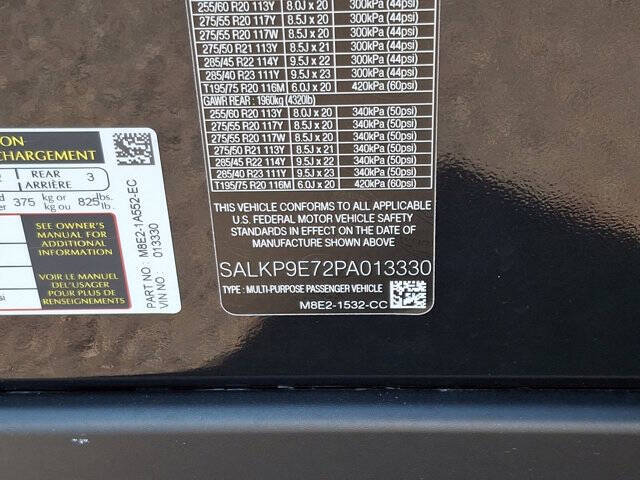 255/60 R20 113Y 8.0J x 20 300kPa (44psi)
275/55 R20 117Y 8.5J x 20 300kPa (44psi)
275/55 R20 117W 8.5J x 20 300kPa (44psi)
275/50 R21 113Y 8.5J x 21 300kPa (44psi)
285/45 R22 114Y 9.5J x 22 300kPa (44psi)
285/40 R23 111Y 9.5J x 23 300kPa (44psi)
T195/75 R20 116M 6.0J x 20 420kPa (60psi)
GAWR REAR : 1960kg (4320lb)
255/60 R20 113Y 8.0J x 20 340kPa (50psi)
275/55 R20 117Y 8.5J x 20 340kPa (50psi)
275/55 R20 117W 8.5J x 20 340kPa (50psi)
275/50 R21 113Y 8.5J x 21 340kPa (50psi)
285/45 R22 114Y 9.5J x 22 340kPa (50psi)
285/40 R23 111Y 9.5J x 23 340kPa (50psi)
T195/75 R20 116M 6.0J x 20 420kPa (60psi)
THIS VEHICLE CONFORMS TO ALL APPLICABLE
U.S. FEDERAL MOTOR VEHICLE SAFETY
STANDARDS IN EFFECT ON THE DATE OF
MANUFACTURE SHOWN ABOVE.
SALKP9E72PA013330
TYPE : MULTI-PURPOSE PASSENGER VEHICLE
M8E2-1532-CC
ION
CHARGEMENT
REAR 3
ARRIÈRE
375 kg or 825 lbs.
kg ou lb.
SEE OWNER'S
MANUAL FOR
ADDITIONAL
INFORMATION
VOIR LE MANUEL
DEL'USAGER
POUR PLUS DE
RENSEIGNEMENTS
PART NO : M8E2-1A552-EC
VIN NO : 013330